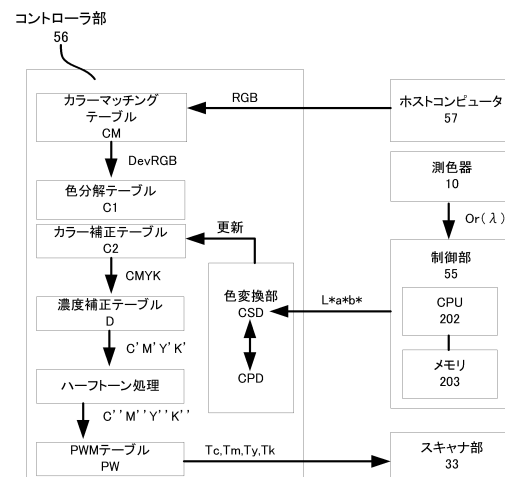 コントローラ部
56
カラーマッチング
テーブル
CM
RGB
ホストコンピュータ
57
DevRGB
測色器
10
色分解テーブル
C1
Or(λ)
カラー補正テーブル
C2
更新
制御部
55
CMYK
色変換部
CSD
CPD
L*a*b*
CPU
202
濃度補正テーブル
D
C'M'Y'K'
メモリ
203
ハーフトーン処理
C''M''Y''K''
PWMテーブル
PW
Tc,Tm,Ty,Tk
スキャナ部
33